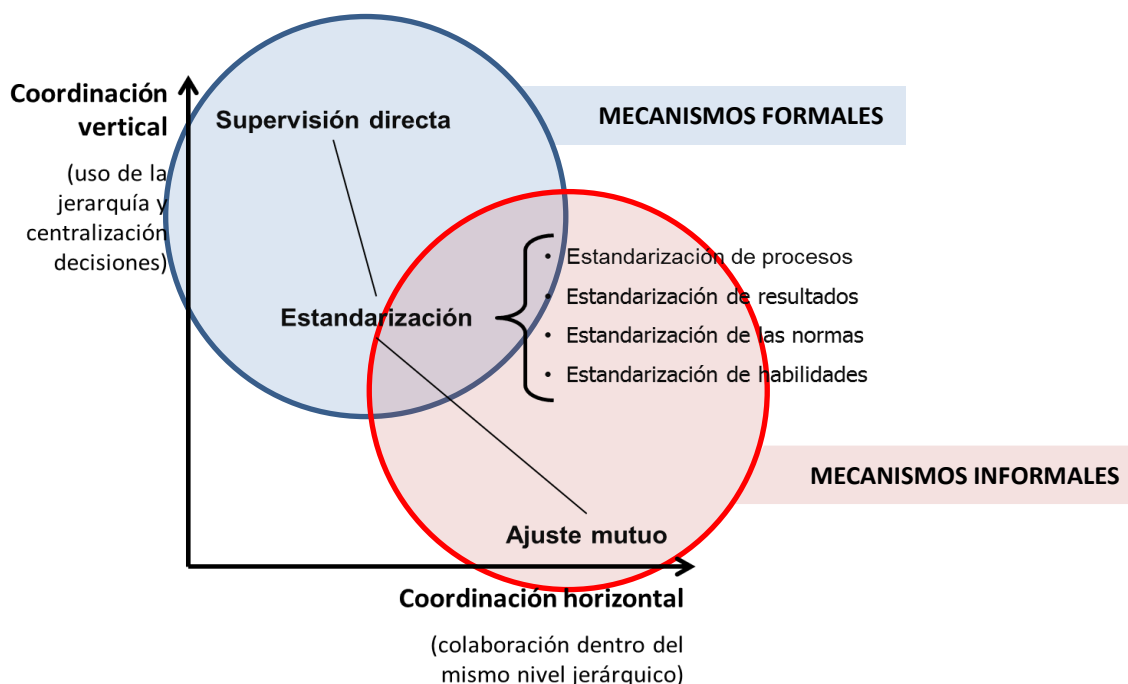 Coordinación
vertical
(uso de la
jerarquía y
centralización
decisiones)
Supervisión directa
MECANISMOS FORMALES
Estandarización
• Estandarización de procesos
• Estandarización de resultados
• Estandarización de las normas
• Estandarización de habilidades
MECANISMOS INFORMALES
Ajuste mutuo
Coordinación horizontal
(colaboración dentro del
mismo nivel jerárquico)